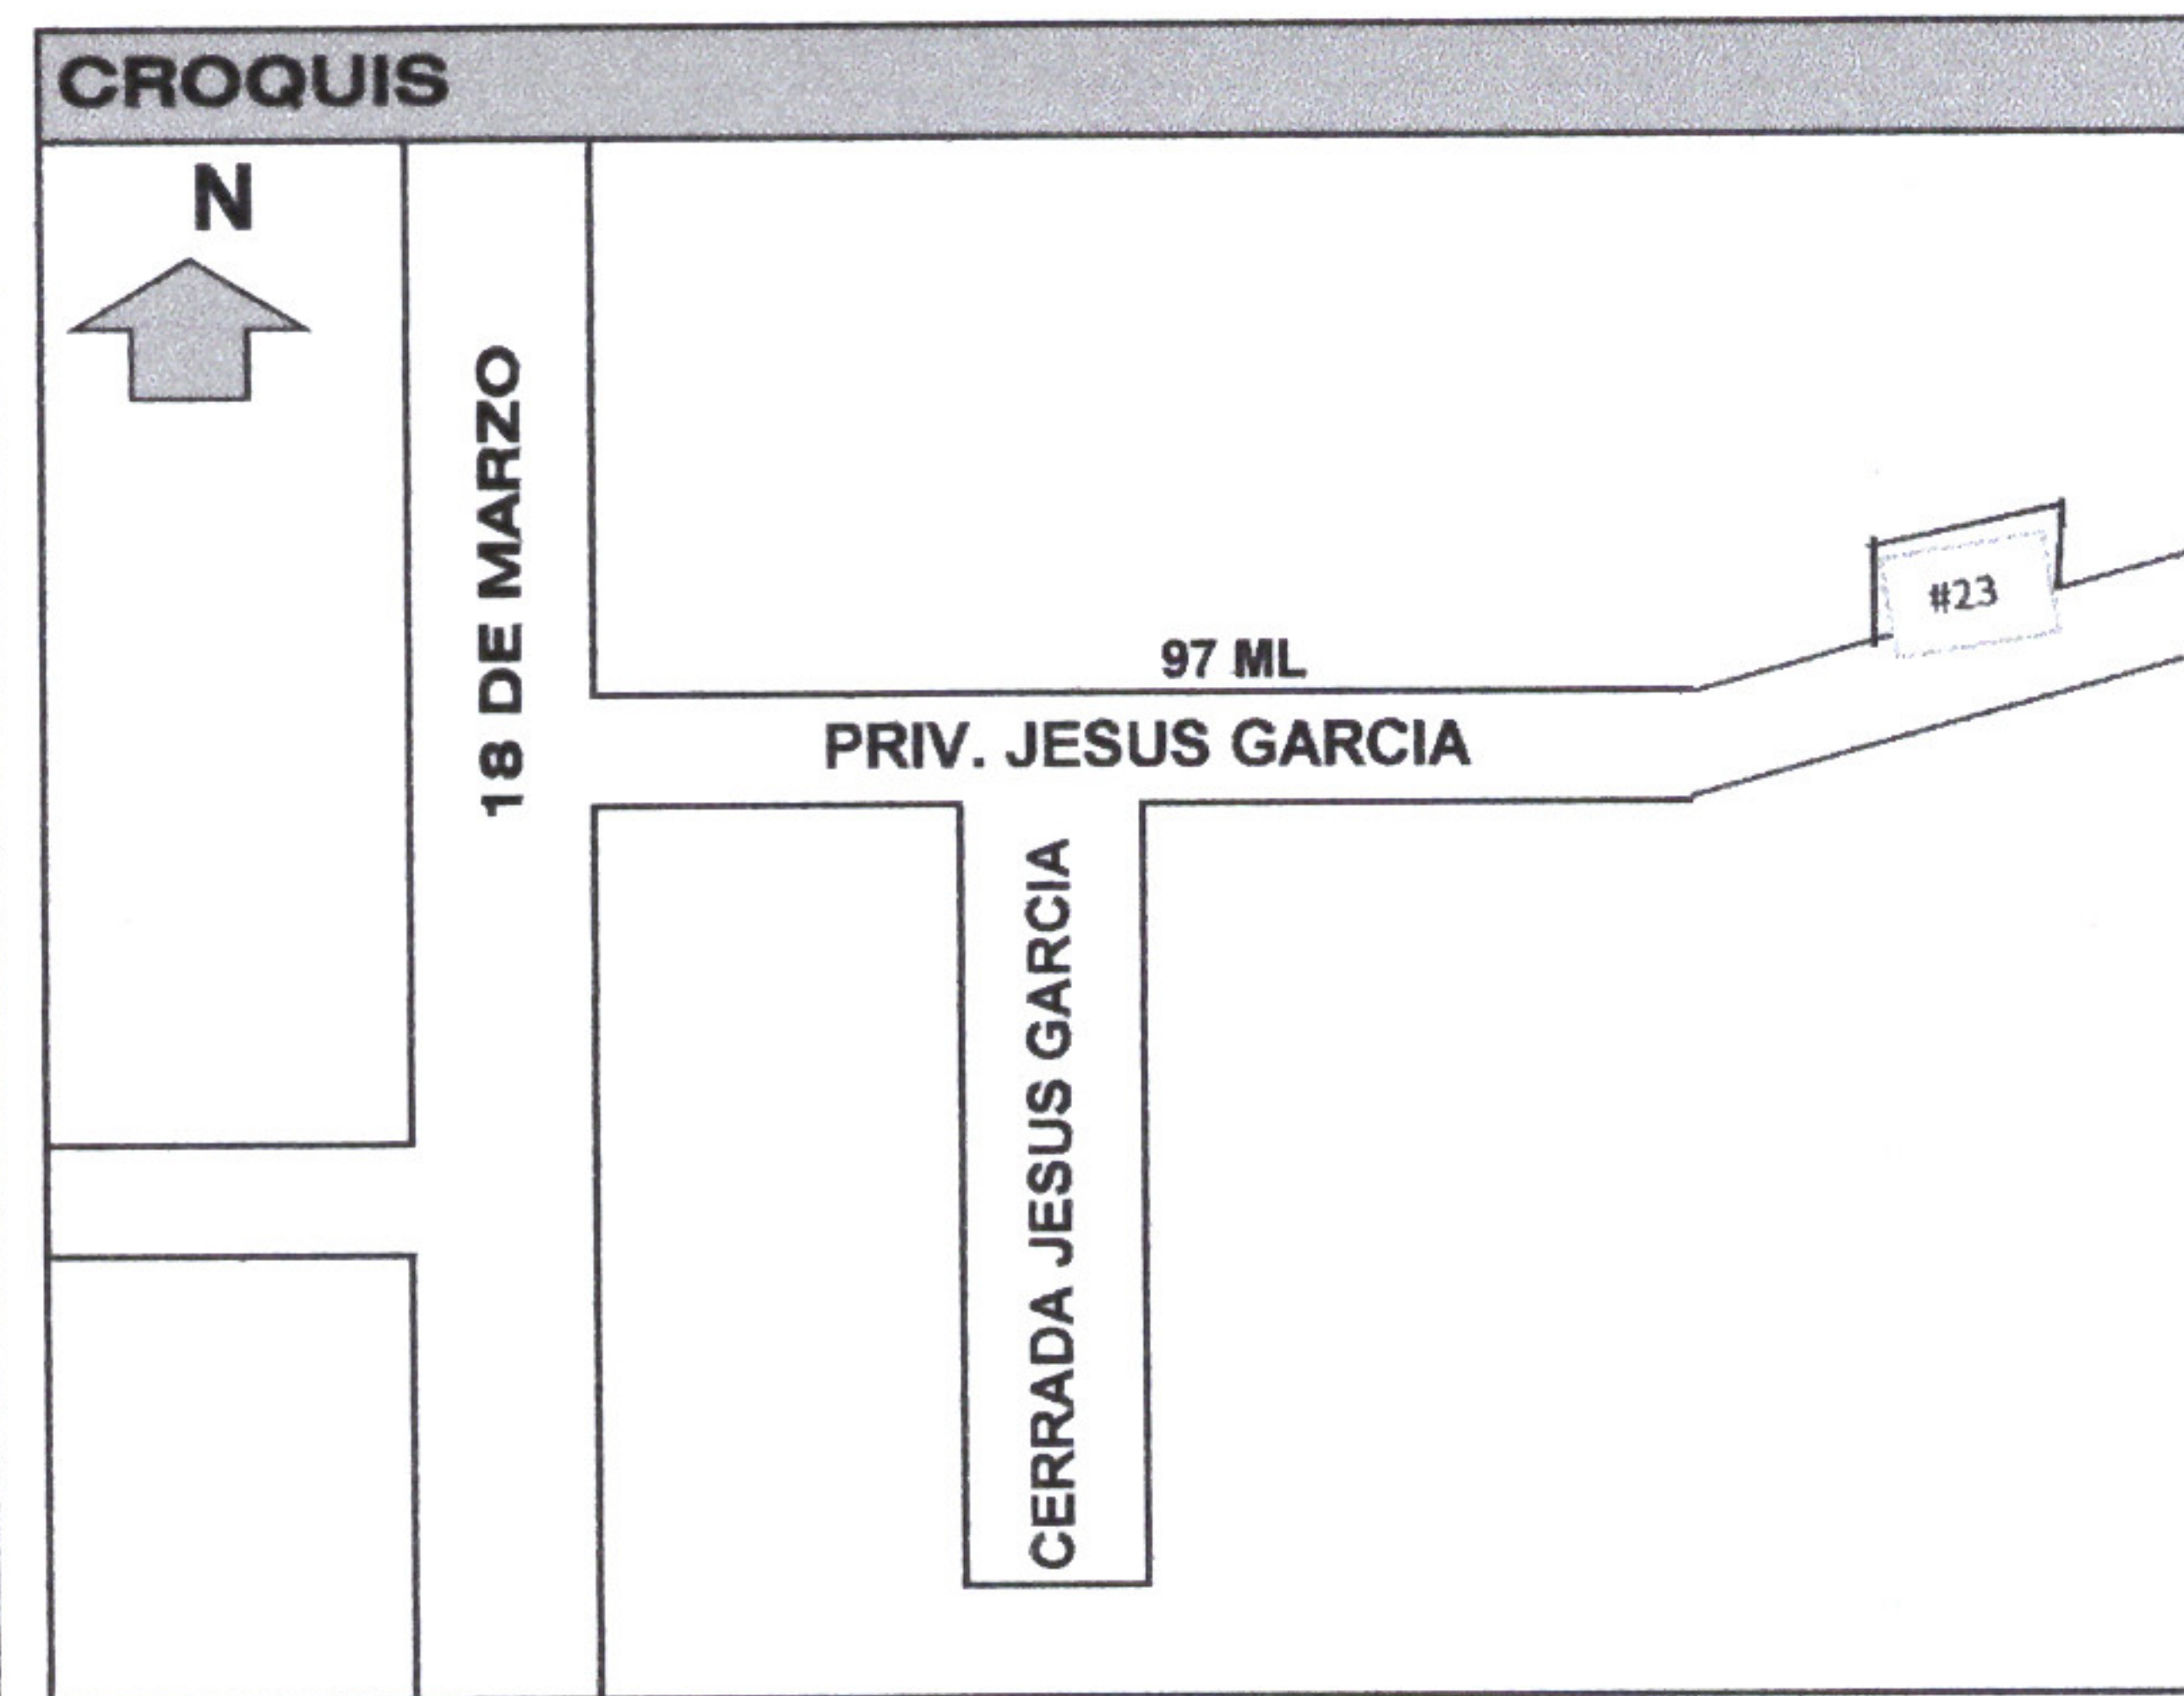 CROQUIS
N
18 DE MARZO
#23
97 ML
PRIV. JESUS GARCIA
CERRADA JESUS GARCIA